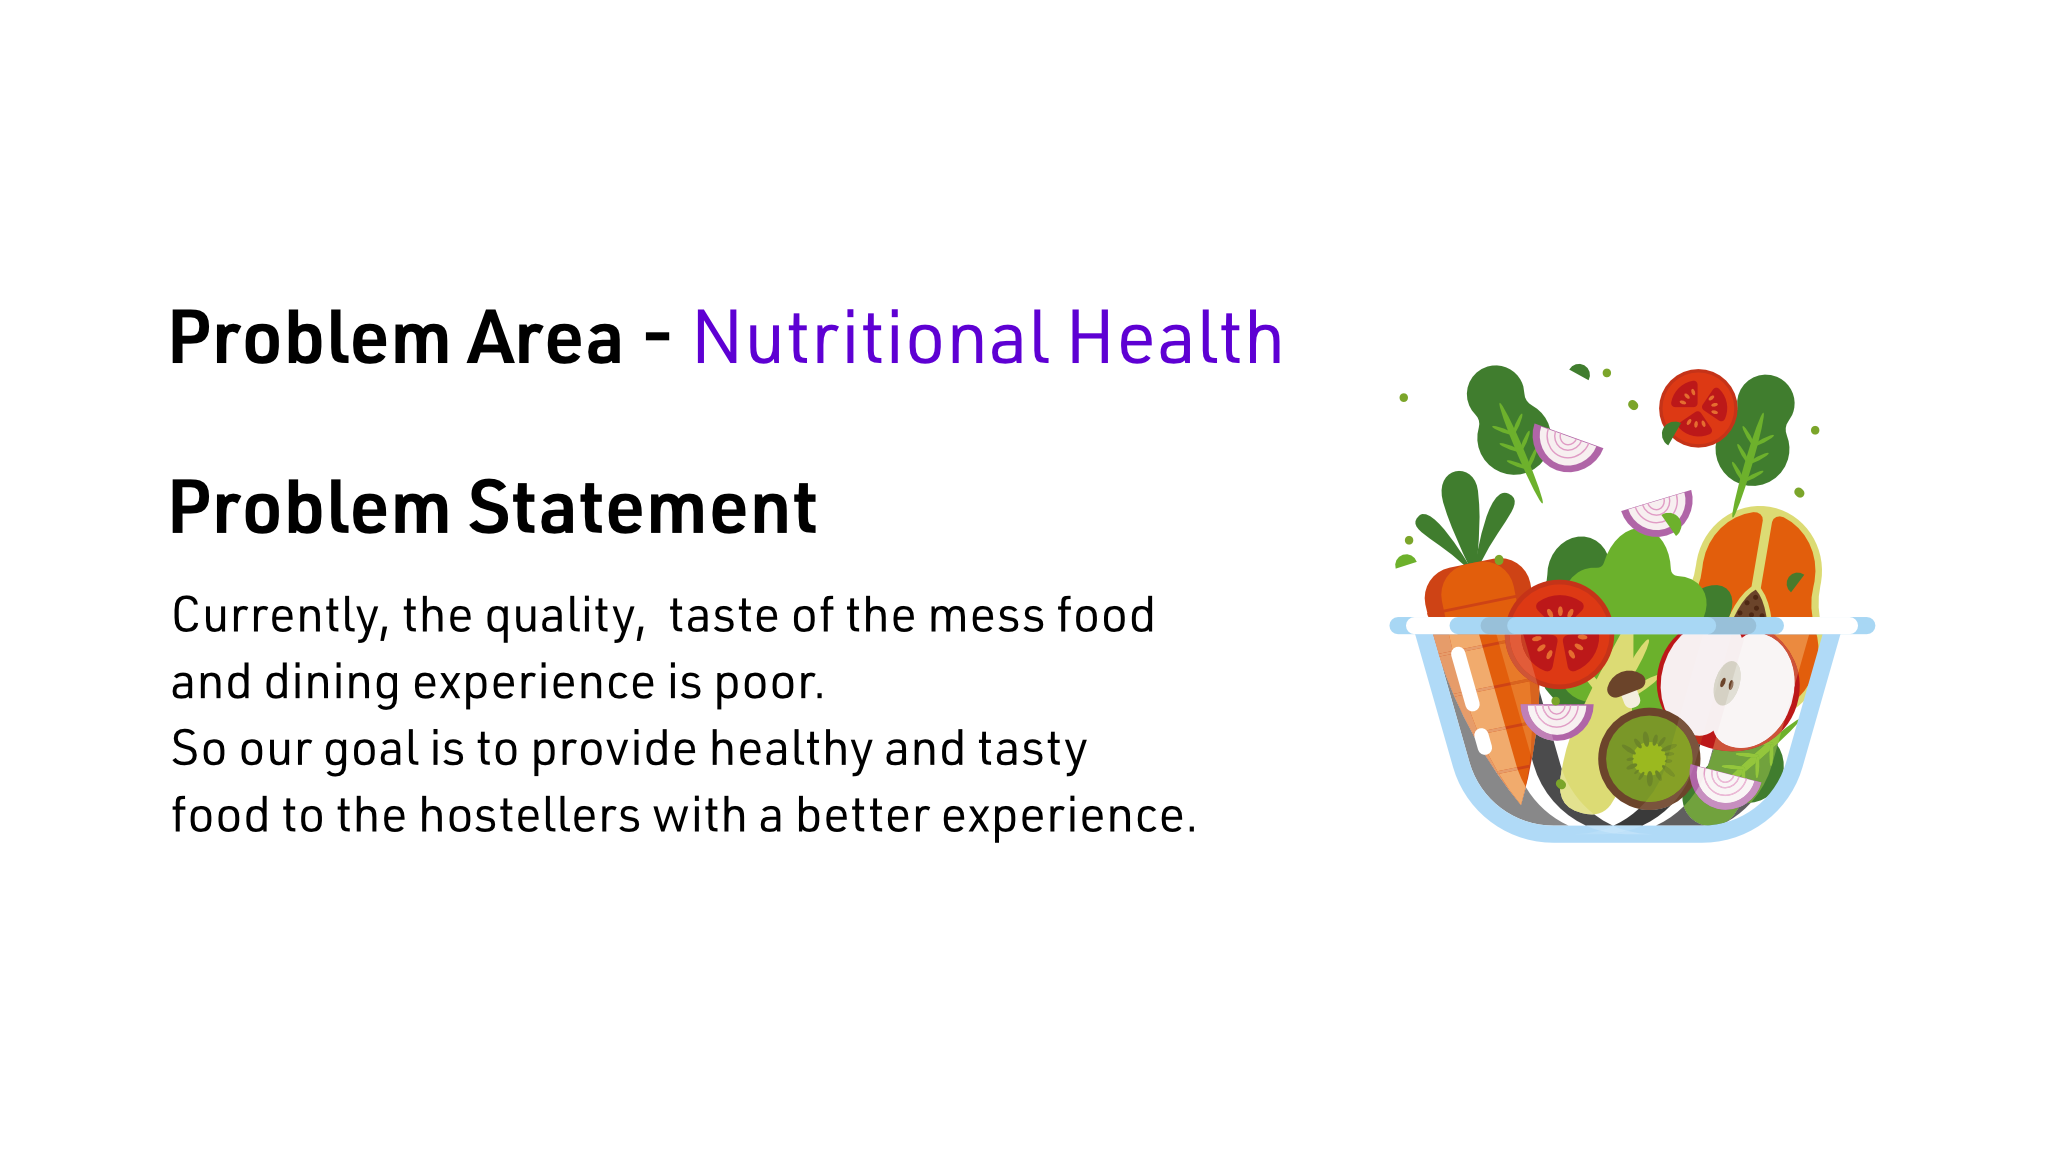 Problem Area - Nutritional Health
Problem Statement
Currently, the quality,  taste of the mess food
and dining experience is poor.
So our goal is to provide healthy and tasty
food to the hostellers with a better experience.